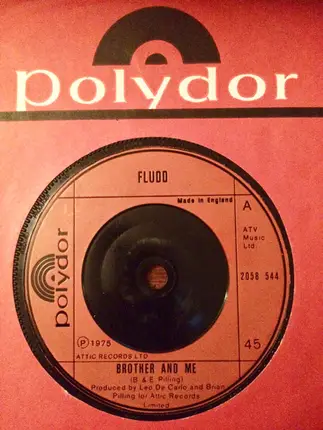 polydor
FLUDD
Made in England
A
ATV
Music
Ltd.
2058 544
polydor
℗ 1975
ATTIC RECORDS LTD
45
BROTHER AND ME
(B & E Pilling)
Produced by Leo De Carlo and Brian
Pilling for Attic Records
Limited